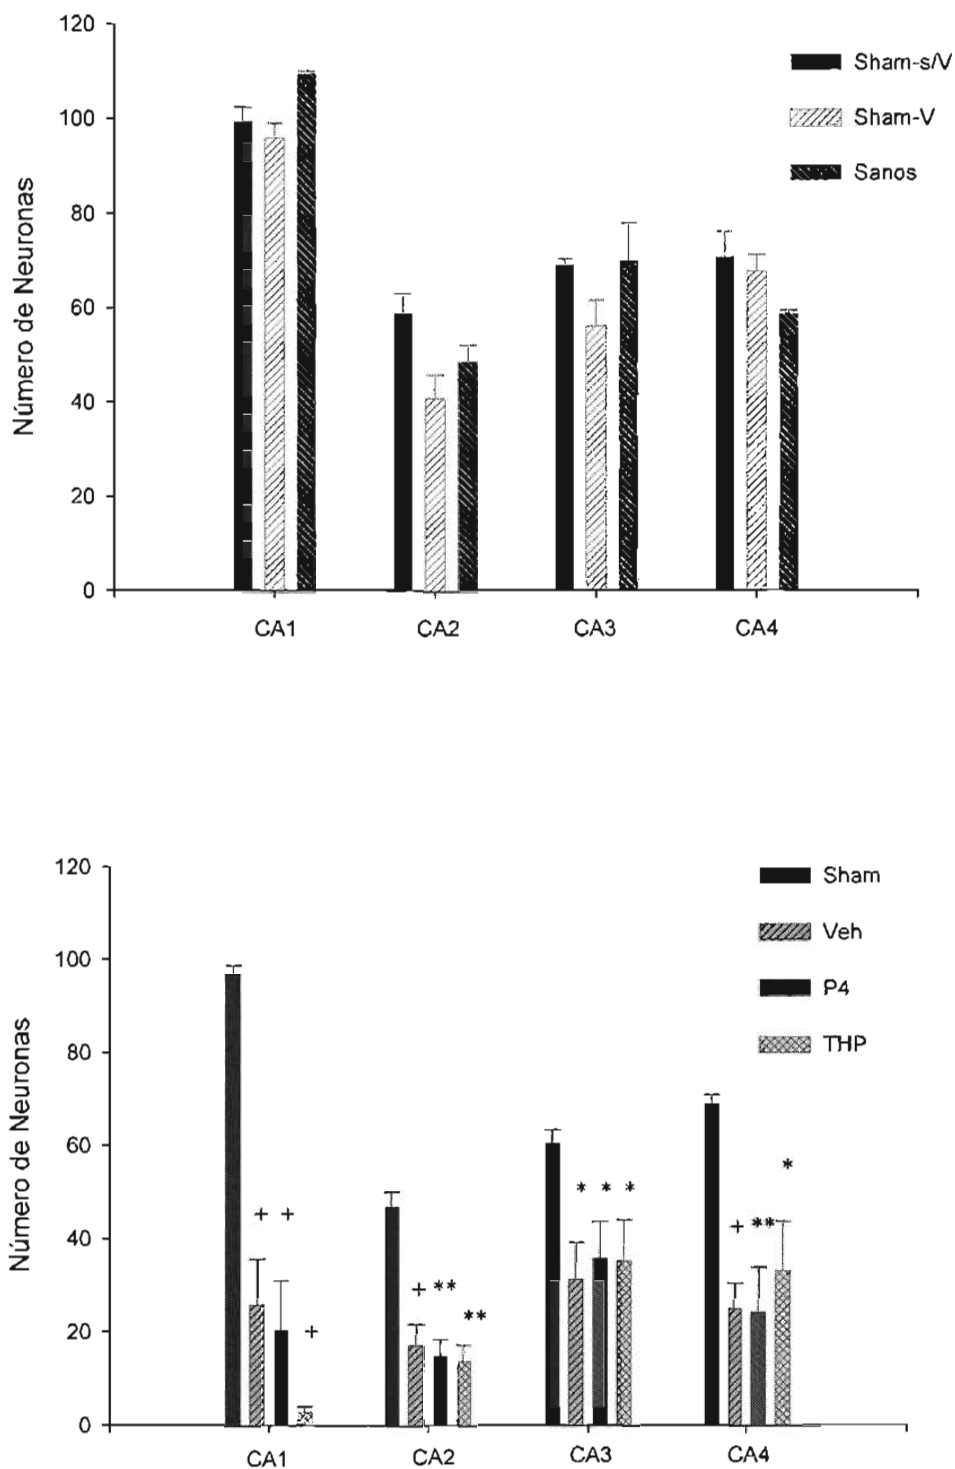 120
100
80
60
40
20
0
Número de Neuronas
CA1 CA2 CA3 CA4
Sham-s/V
Sham-V
Sanos
120
100
80
60
40
20
0
Número de Neuronas
+ + +
+ ** **
* * *
+ ** *
CA1 CA2 CA3 CA4
Sham
Veh
P4
THP